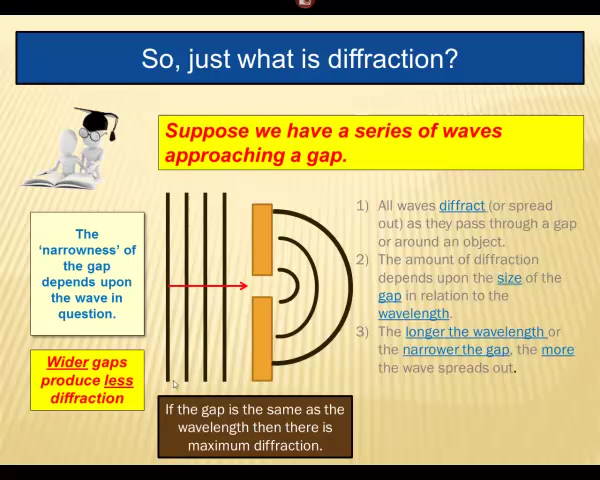 So, just what is diffraction?
Suppose we have a series of waves
approaching a gap.
The
‘narrowness’ of
the gap
depends upon
the wave in
question.
Wider gaps
produce less
diffraction
If the gap is the same as the
wavelength then there is
maximum diffraction.
1) All waves diffract (or spread
out) as they pass through a gap
or around an object.
2) The amount of diffraction
depends upon the size of the
gap in relation to the
wavelength.
3) The longer the wavelength or
the narrower the gap, the more
the wave spreads out.